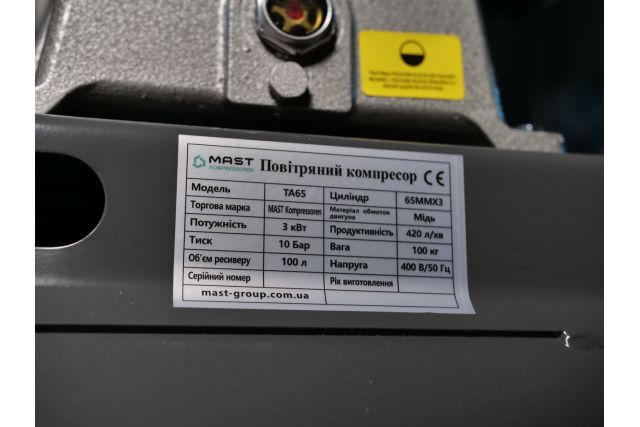 MAST
KOMPRESSOREN
Повітряний компресор CE
Модель TA65 Циліндр 65MMX3
Торгова марка MAST Kompressoren Матеріал обмоток двигуна Мідь
Потужність 3 кВт Продуктивність 420 л/хв
Тиск 10 Бар Вага 100 кг
Об'єм ресиверу 100 л Напруга 400 В/50 Гц
Серійний номер Рік виготовлення
mast-group.com.ua